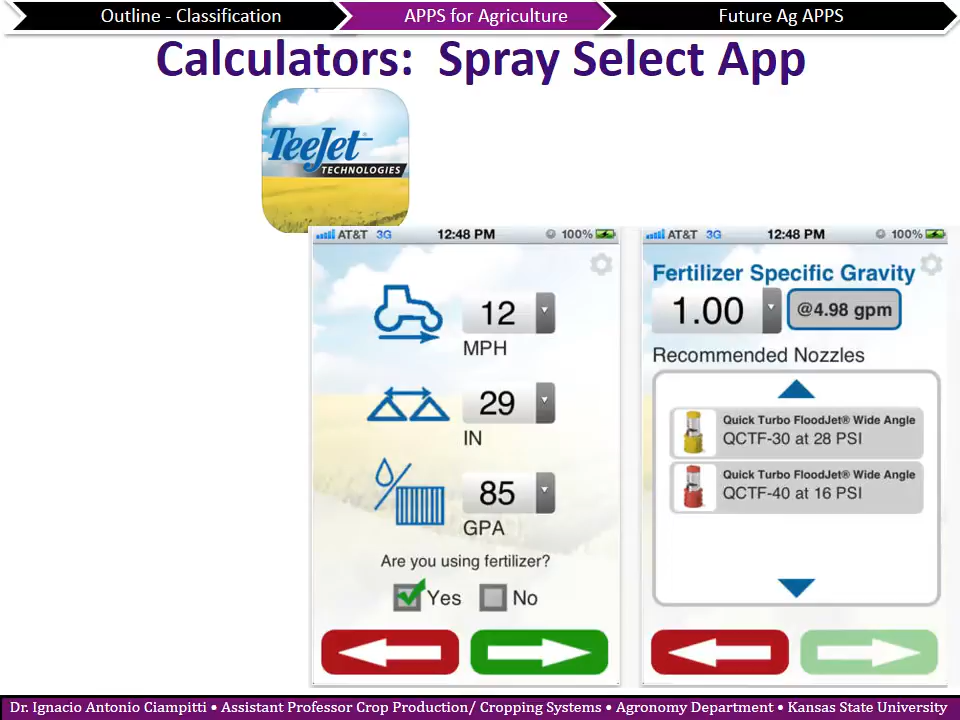 Outline - Classification
APPS for Agriculture
Future Ag APPS
Calculators: Spray Select App
TeeJet®
TECHNOLOGIES
AT&T 3G 12:48 PM 100%
12
MPH
29
IN
85
GPA
Are you using fertilizer?
Yes No
AT&T 3G 12:48 PM 100%
Fertilizer Specific Gravity
1.00 @4.98 gpm
Recommended Nozzles
Quick Turbo FloodJet® Wide Angle
QCTF-30 at 28 PSI
Quick Turbo FloodJet® Wide Angle
QCTF-40 at 16 PSI
Dr. Ignacio Antonio Ciampitti • Assistant Professor Crop Production/ Cropping Systems • Agronomy Department • Kansas State University